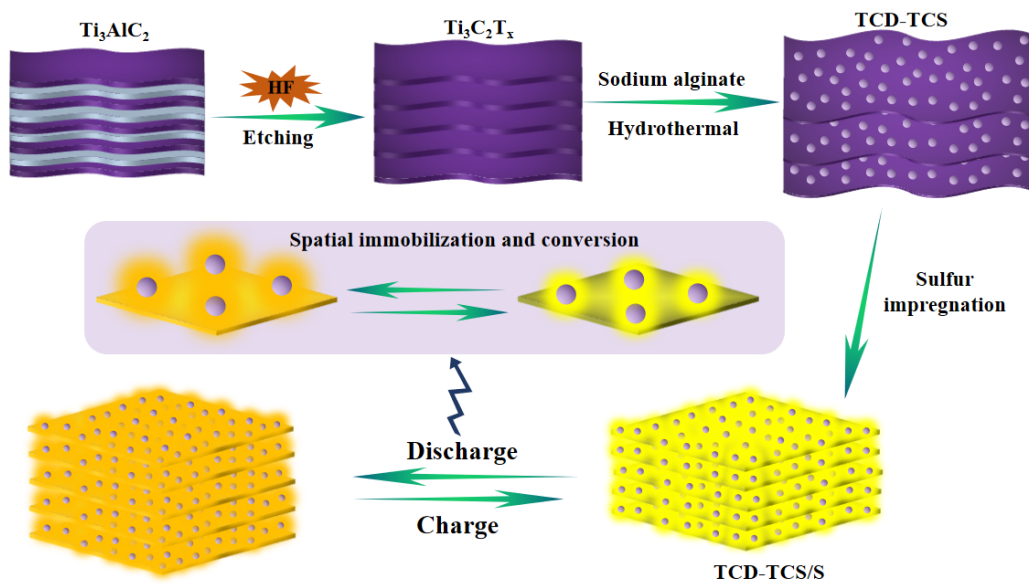 Ti₃AlC₂
Ti₃C₂Tₓ
TCD-TCS
HF
Etching
Sodium alginate
Hydrothermal
Spatial immobilization and conversion
Sulfur
impregnation
Discharge
Charge
TCD-TCS/S